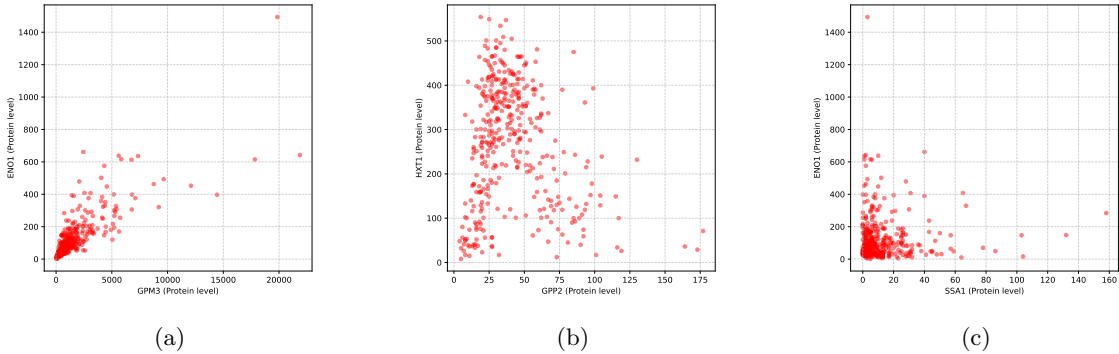 ENO1 (Protein level)
1400
1200
1000
800
600
400
200
0
0 5000 10000 15000 20000
GPM3 (Protein level)
(a)
HXT1 (Protein level)
500
400
300
200
100
0
0 25 50 75 100 125 150 175
GPP2 (Protein level)
(b)
ENO1 (Protein level)
1400
1200
1000
800
600
400
200
0
0 20 40 60 80 100 120 140 160
SSA1 (Protein level)
(c)